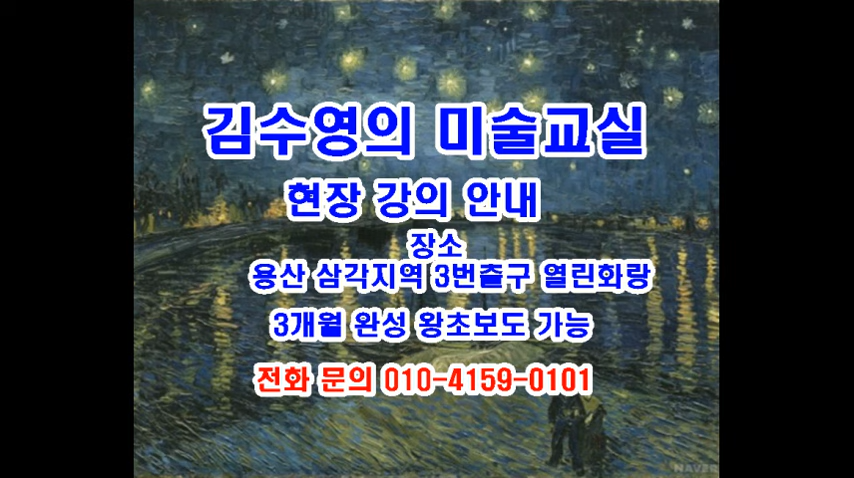 김수영의 미술교실
현장 강의 안내
장소
용산 삼각지역 3번출구 열린화랑
3개월 완성 왕초보도 가능
전화 문의 010-4159-0101
NAVER